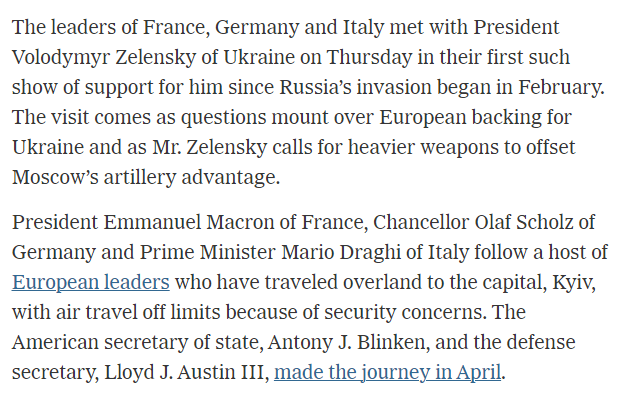 The leaders of France, Germany and Italy met with President
Volodymyr Zelensky of Ukraine on Thursday in their first such
show of support for him since Russia’s invasion began in February.
The visit comes as questions mount over European backing for
Ukraine and as Mr. Zelensky calls for heavier weapons to offset
Moscow’s artillery advantage.
President Emmanuel Macron of France, Chancellor Olaf Scholz of
Germany and Prime Minister Mario Draghi of Italy follow a host of
European leaders who have traveled overland to the capital, Kyiv,
with air travel off limits because of security concerns. The
American secretary of state, Antony J. Blinken, and the defense
secretary, Lloyd J. Austin III, made the journey in April.